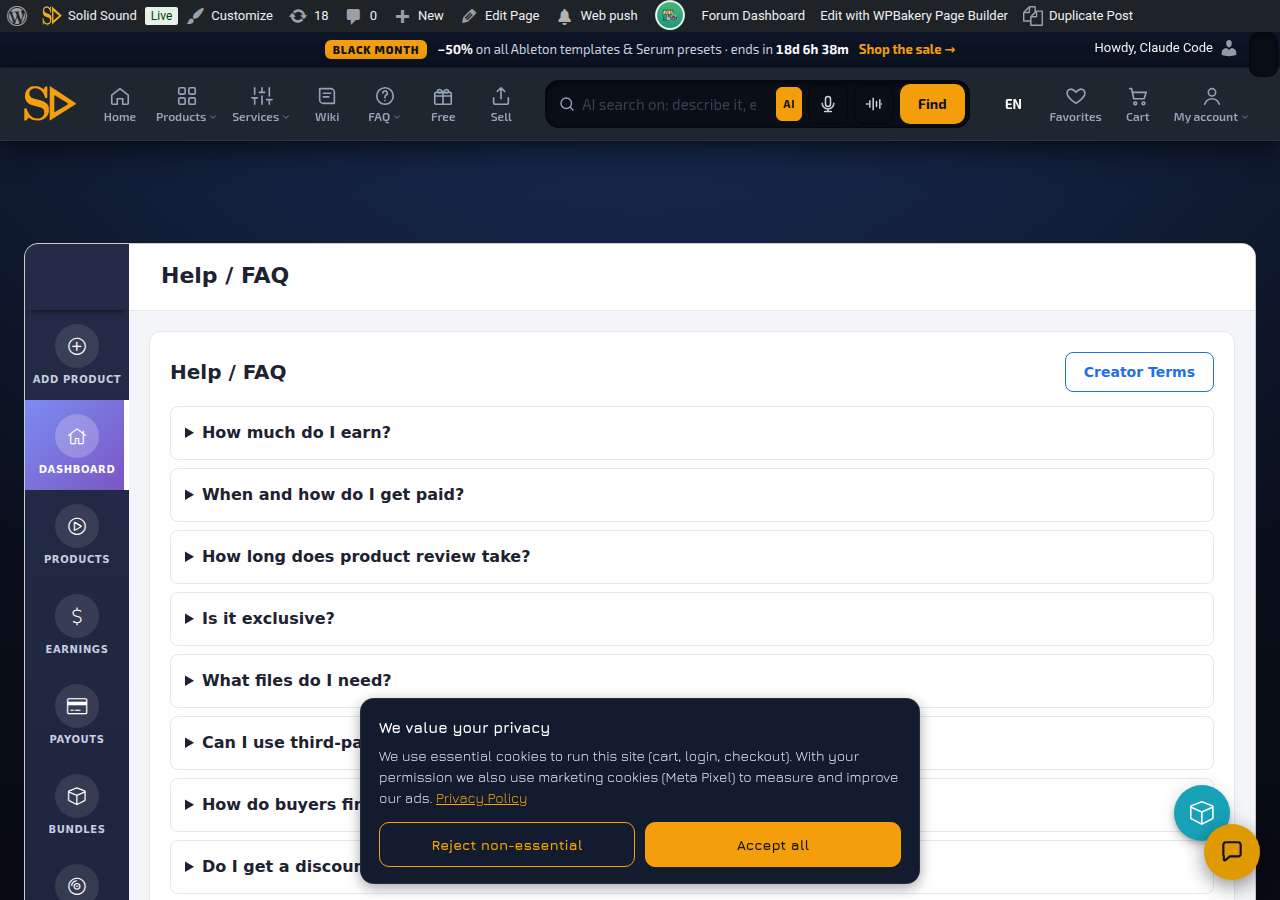 Solid Sound Live Customize 18 0 New Edit Page Web push Forum Dashboard Edit with WPBakery Page Builder Duplicate Post
BLACK MONTH −50% on all Ableton templates & Serum presets · ends in 18d 6h 38m Shop the sale →
Howdy, Claude Code
Home Products Services Wiki FAQ Free Sell
AI search on: describe it, e AI Find
EN Favorites Cart My account
Help / FAQ
ADD PRODUCT
DASHBOARD
PRODUCTS
EARNINGS
PAYOUTS
BUNDLES
Help / FAQ
Creator Terms
How much do I earn?
When and how do I get paid?
How long does product review take?
Is it exclusive?
What files do I need?
Can I use third-pa
How do buyers fi
Do I get a discou
We value your privacy
We use essential cookies to run this site (cart, login, checkout). With your
permission we also use marketing cookies (Meta Pixel) to measure and improve
our ads. Privacy Policy
Reject non-essential
Accept all